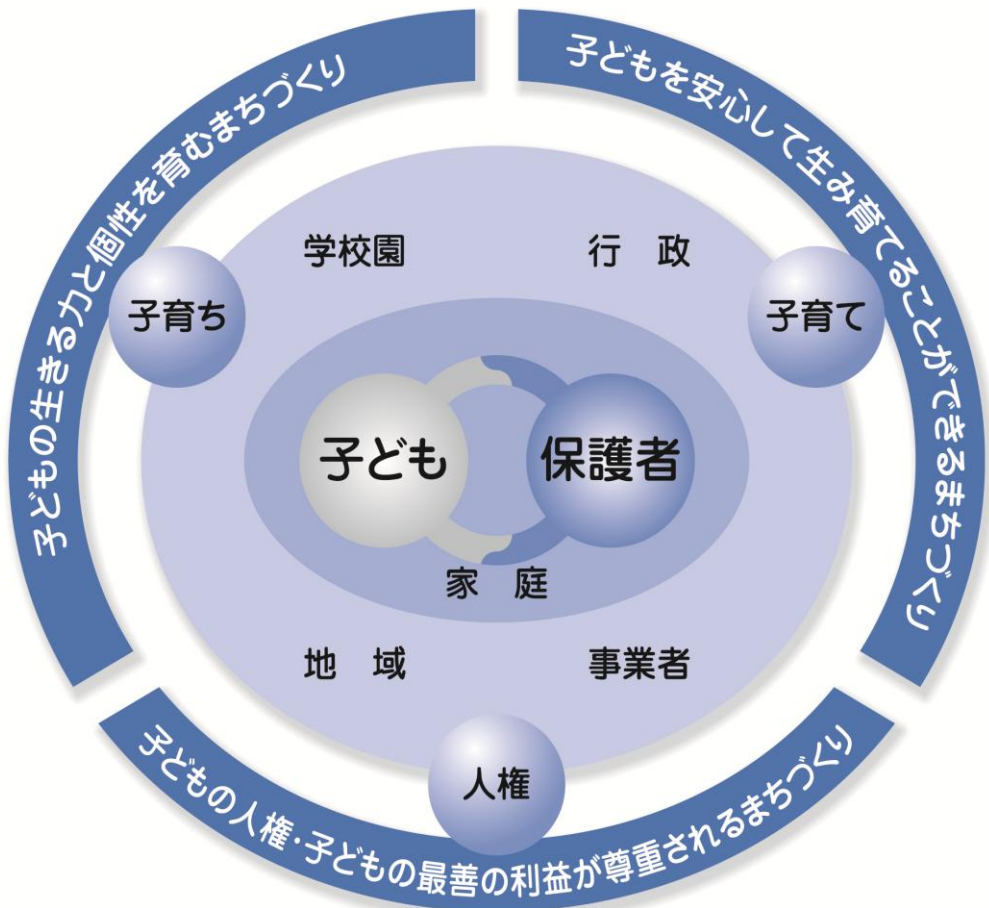 子どもの生きる力と個性を育むまちづくり
子どもを安心して生み育てることができるまちづくり
学校園
行 政
子育ち
子育て
子ども
保護者
家 庭
地 域
事業者
人権
子どもの人権・子どもの最善の利益が尊重されるまちづくり